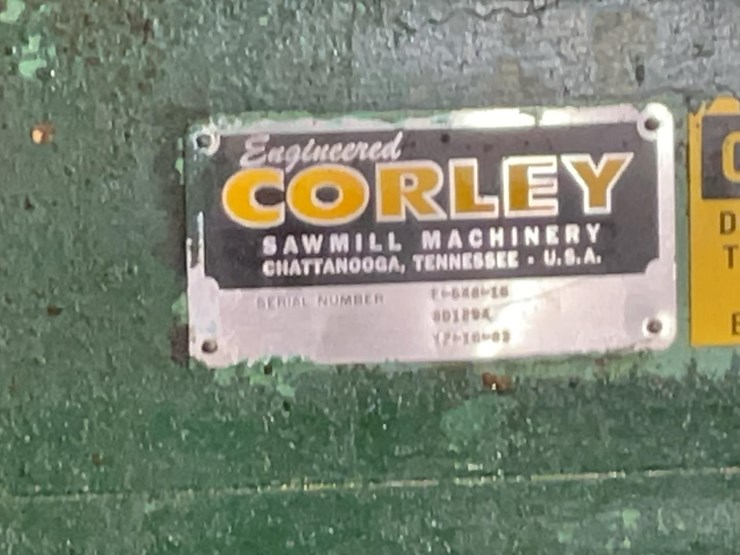 Engineered
CORLEY
SAWMILL MACHINERY
CHATTANOOGA, TENNESSEE • U.S.A.
SERIAL NUMBER